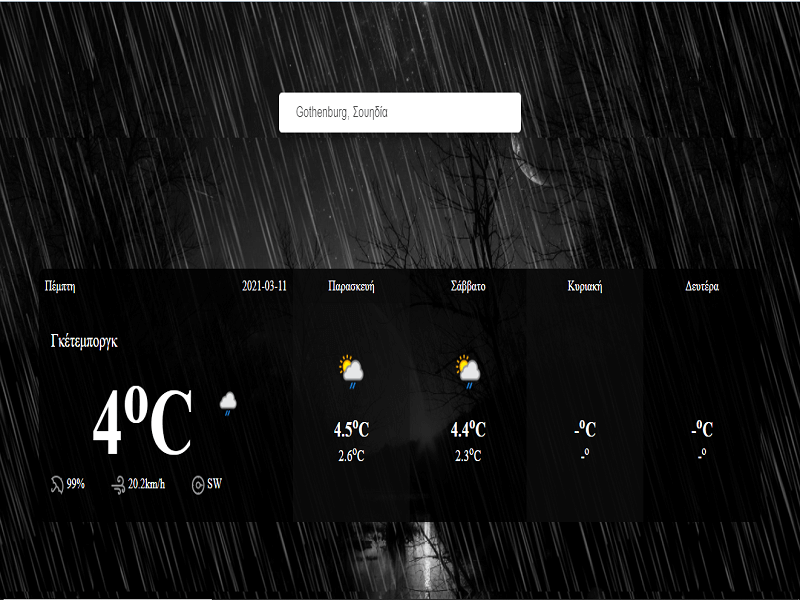 Gothenburg, Σουηδία
Πέμπτη 2021-03-11 Παρασκευή Σάββατο Κυριακή Δευτέρα
Γκέτεμποργκ
4°C
4.5°C 4.4°C -°C -°C
2.6°C 2.3°C -° -°
99% 20.2km/h SW